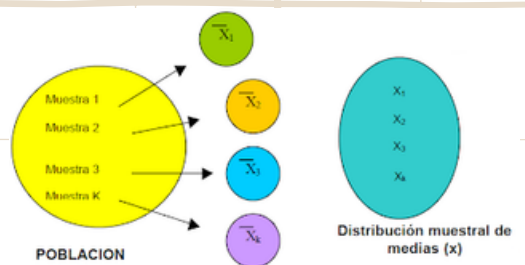 Muestra 1
Muestra 2
Muestra 3
Muestra K
POBLACION
X̅1
X̅2
X̅3
X̅k
X1
X2
X3
Xk
Distribución muestral de
medias (x)